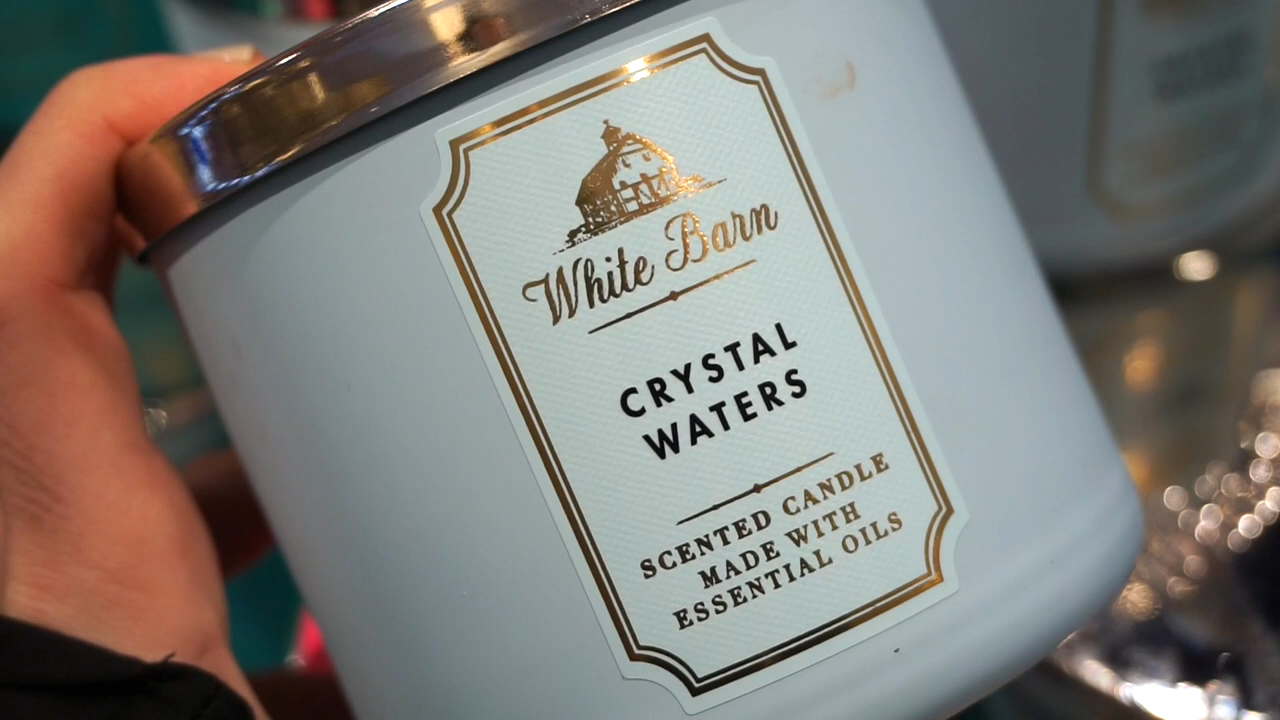 White Barn
CRYSTAL
WATERS
SCENTED CANDLE
MADE WITH
ESSENTIAL OILS